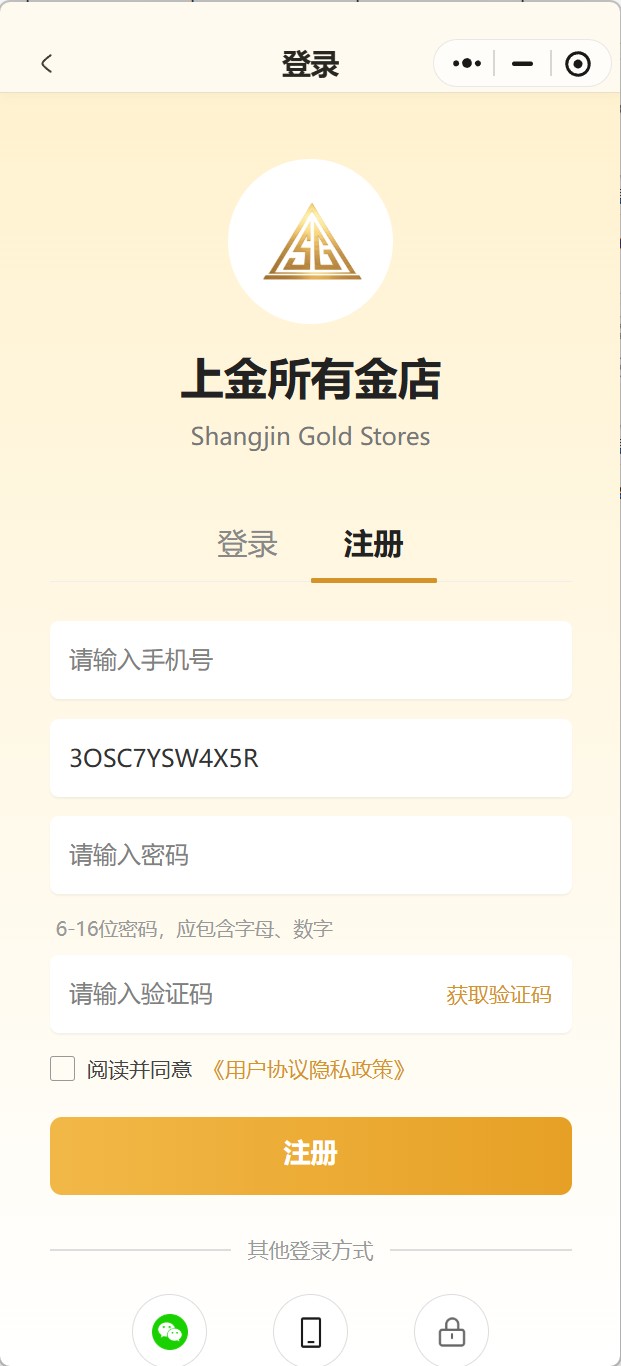 登录
SG
上金所有金店
Shangjin Gold Stores
登录 注册
请输入手机号
3OSC7YSW4X5R
请输入密码
6-16位密码，应包含字母、数字
请输入验证码 获取验证码
阅读并同意 《用户协议隐私政策》
注册
其他登录方式